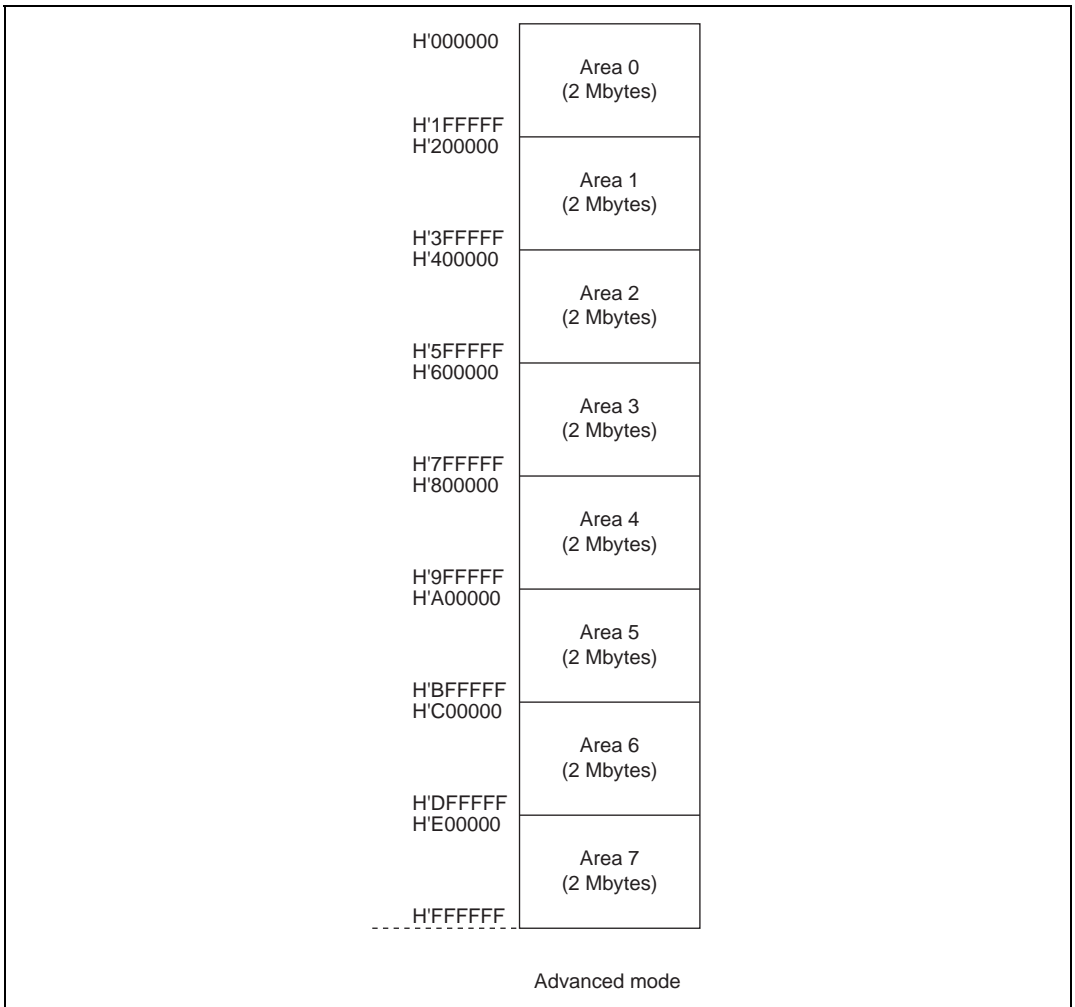 H'000000
Area 0
(2 Mbytes)
H'1FFFFF
H'200000
Area 1
(2 Mbytes)
H'3FFFFF
H'400000
Area 2
(2 Mbytes)
H'5FFFFF
H'600000
Area 3
(2 Mbytes)
H'7FFFFF
H'800000
Area 4
(2 Mbytes)
H'9FFFFF
H'A00000
Area 5
(2 Mbytes)
H'BFFFFF
H'C00000
Area 6
(2 Mbytes)
H'DFFFFF
H'E00000
Area 7
(2 Mbytes)
H'FFFFFF
Advanced mode